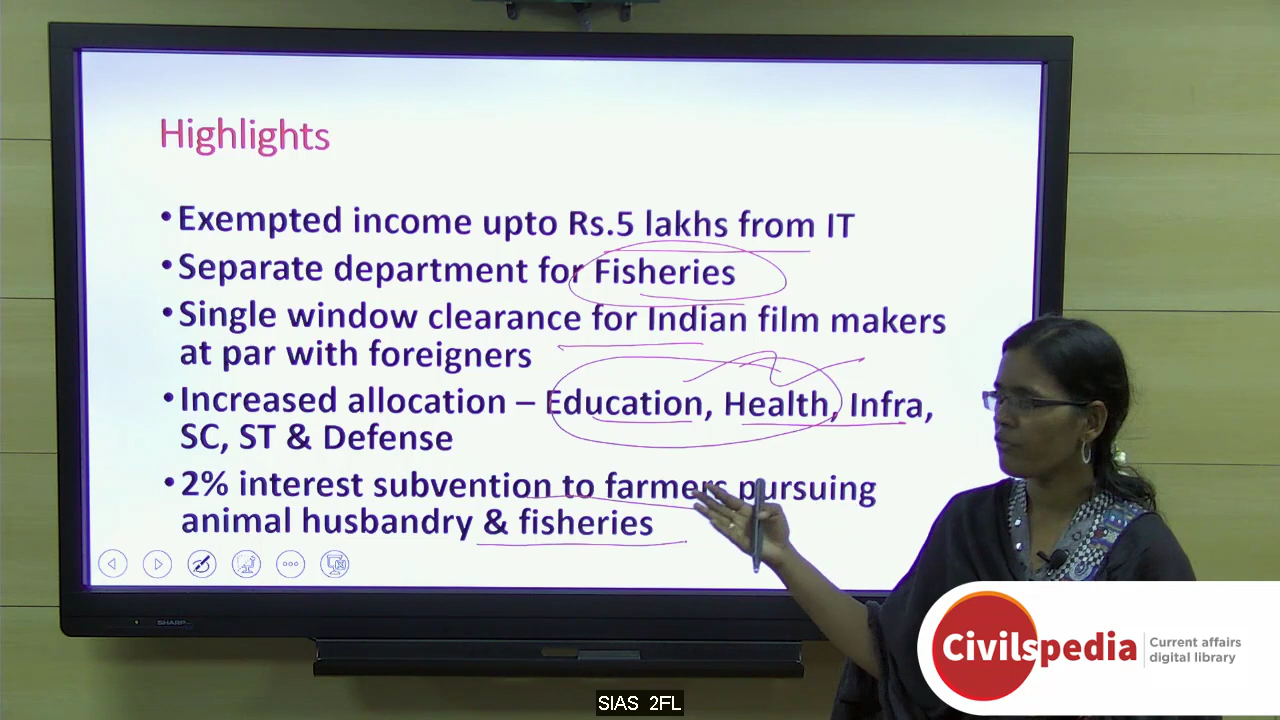 Highlights
•Exempted income upto Rs.5 lakhs from IT
•Separate department for Fisheries
•Single window clearance for Indian film makers
at par with foreigners
•Increased allocation – Education, Health, Infra,
SC, ST & Defense
•2% interest subvention to farmers pursuing
animal husbandry & fisheries
SHARP
Civilspedia
Current affairs
digital library
SIAS 2FL